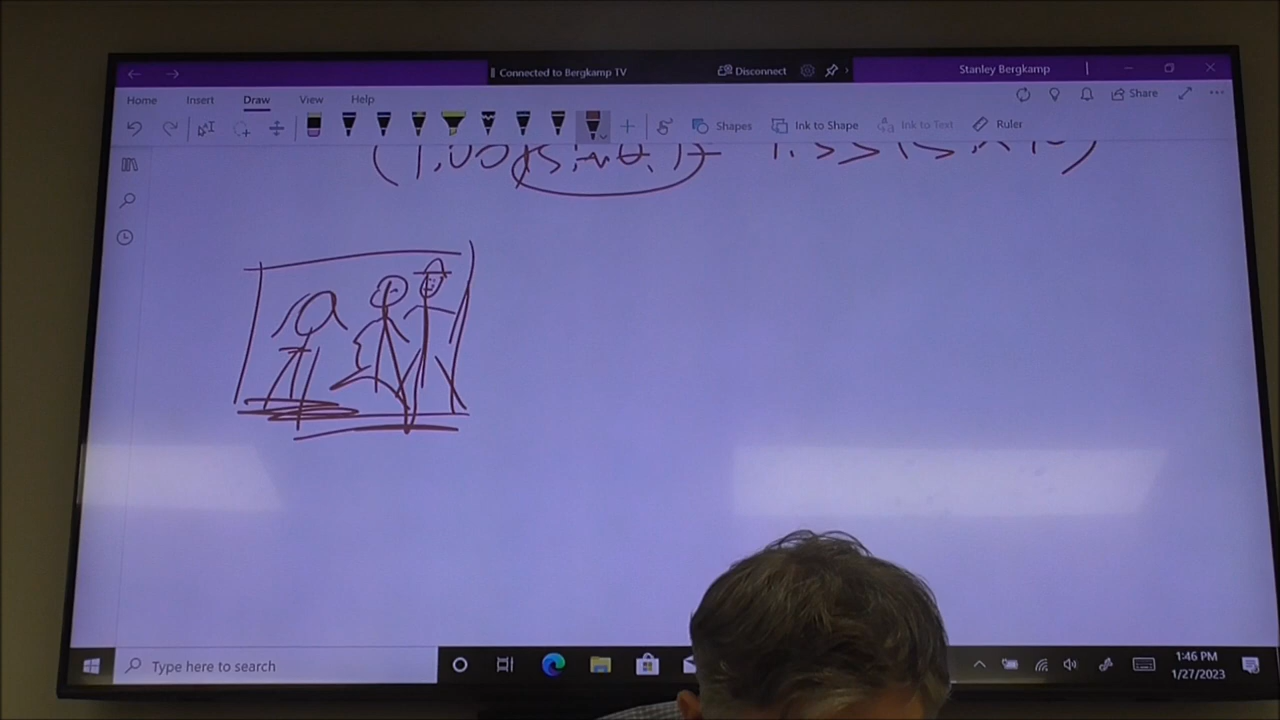 Connected to Bergkamp TV
Disconnect
Stanley Bergkamp
Home Insert Draw View Help
Share
Shapes
Ink to Shape
Ink to Text
Ruler
Type here to search
1:46 PM
1/27/2023